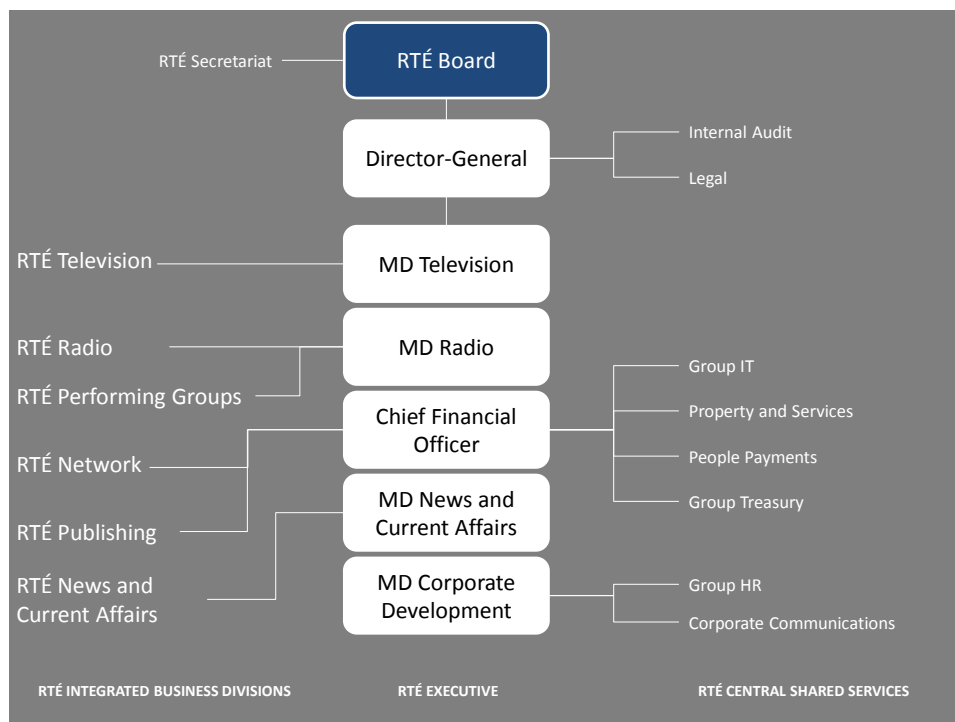 RTÉ Secretariat
RTÉ Board
Director-General
Internal Audit
Legal
RTÉ Television
MD Television
RTÉ Radio
MD Radio
RTÉ Performing Groups
Group IT
Chief Financial
Officer
Property and Services
RTÉ Network
People Payments
MD News and
Current Affairs
Group Treasury
RTÉ Publishing
RTÉ News and
Current Affairs
MD Corporate
Development
Group HR
Corporate Communications
RTÉ INTEGRATED BUSINESS DIVISIONS
RTÉ EXECUTIVE
RTÉ CENTRAL SHARED SERVICES